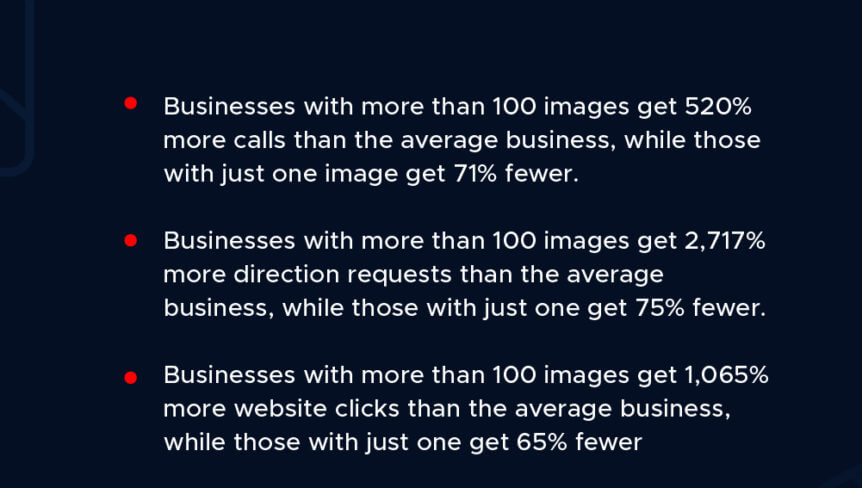 Businesses with more than 100 images get 520%
more calls than the average business, while those
with just one image get 71% fewer.
Businesses with more than 100 images get 2,717%
more direction requests than the average
business, while those with just one get 75% fewer.
Businesses with more than 100 images get 1,065%
more website clicks than the average business,
while those with just one get 65% fewer